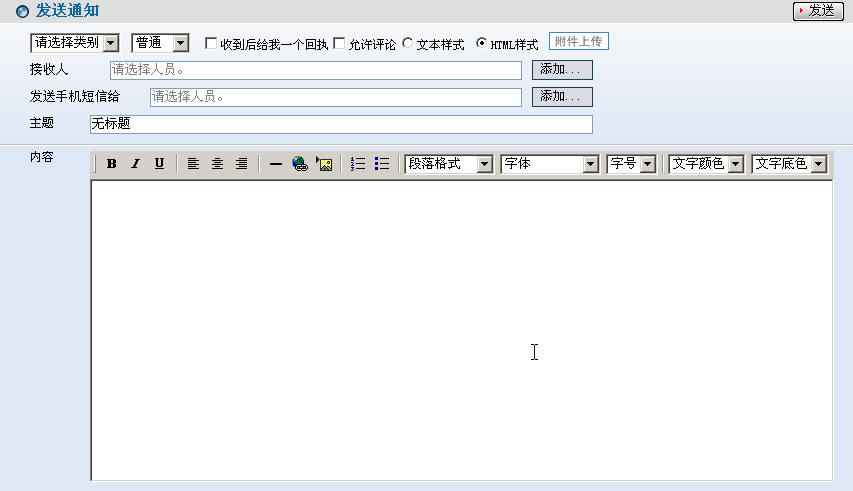 发送通知 发送
请选择类别 普通 收到后给我一个回执 允许评论 文本样式 HTML样式 附件上传
接收人 请选择人员。 添加...
发送手机短信给 请选择人员。 添加...
主题 无标题
内容 B I U 段落格式 字体 字号 文字颜色 文字底色